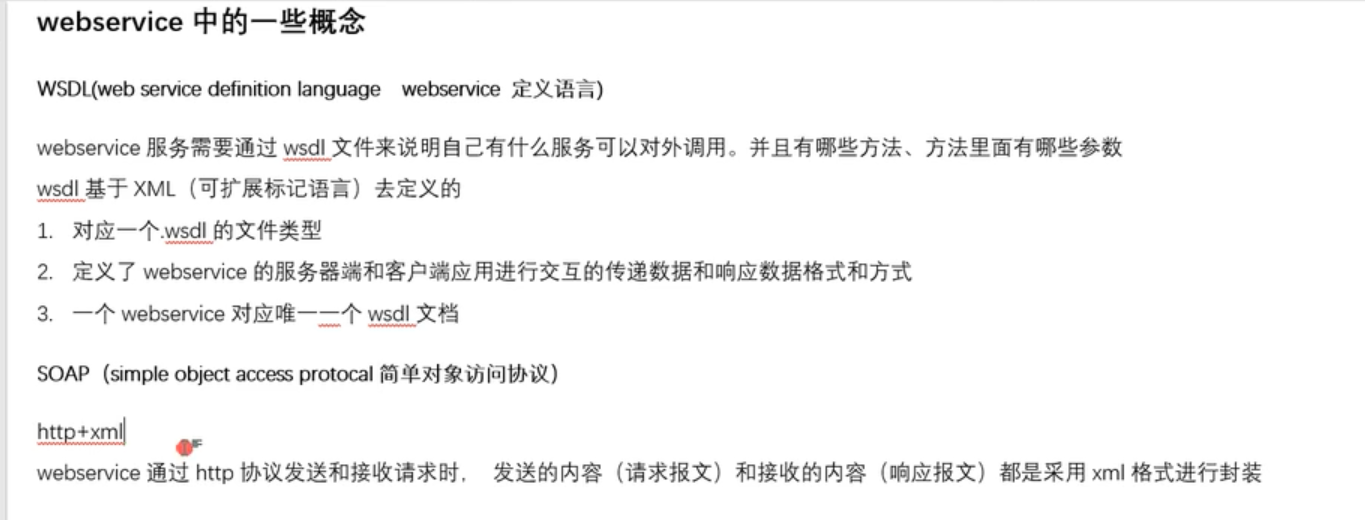 webservice 中的一些概念
WSDL(web service definition language webservice 定义语言)
webservice 服务需要通过 wsdl 文件来说明自己有什么服务可以对外调用。并且有哪些方法、方法里面有哪些参数
wsdl 基于 XML（可扩展标记语言）去定义的
1. 对应一个.wsdl 的文件类型
2. 定义了 webservice 的服务器端和客户端应用进行交互的传递数据和响应数据格式和方式
3. 一个 webservice 对应唯一一个 wsdl 文档
SOAP（simple object access protocal 简单对象访问协议）
http+xml
webservice 通过 http 协议发送和接收请求时， 发送的内容（请求报文）和接收的内容（响应报文）都是采用 xml 格式进行封装